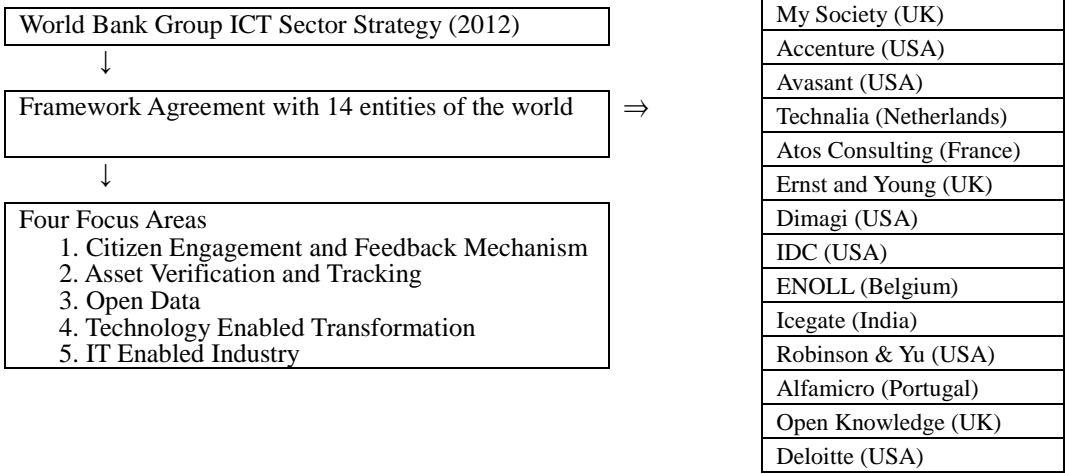 World Bank Group ICT Sector Strategy (2012)
↓
Framework Agreement with 14 entities of the world
⇒
↓
Four Focus Areas
1. Citizen Engagement and Feedback Mechanism
2. Asset Verification and Tracking
3. Open Data
4. Technology Enabled Transformation
5. IT Enabled Industry
My Society (UK)
Accenture (USA)
Avasant (USA)
Technalia (Netherlands)
Atos Consulting (France)
Ernst and Young (UK)
Dimagi (USA)
IDC (USA)
ENOLL (Belgium)
Icegate (India)
Robinson & Yu (USA)
Alfamicro (Portugal)
Open Knowledge (UK)
Deloitte (USA)